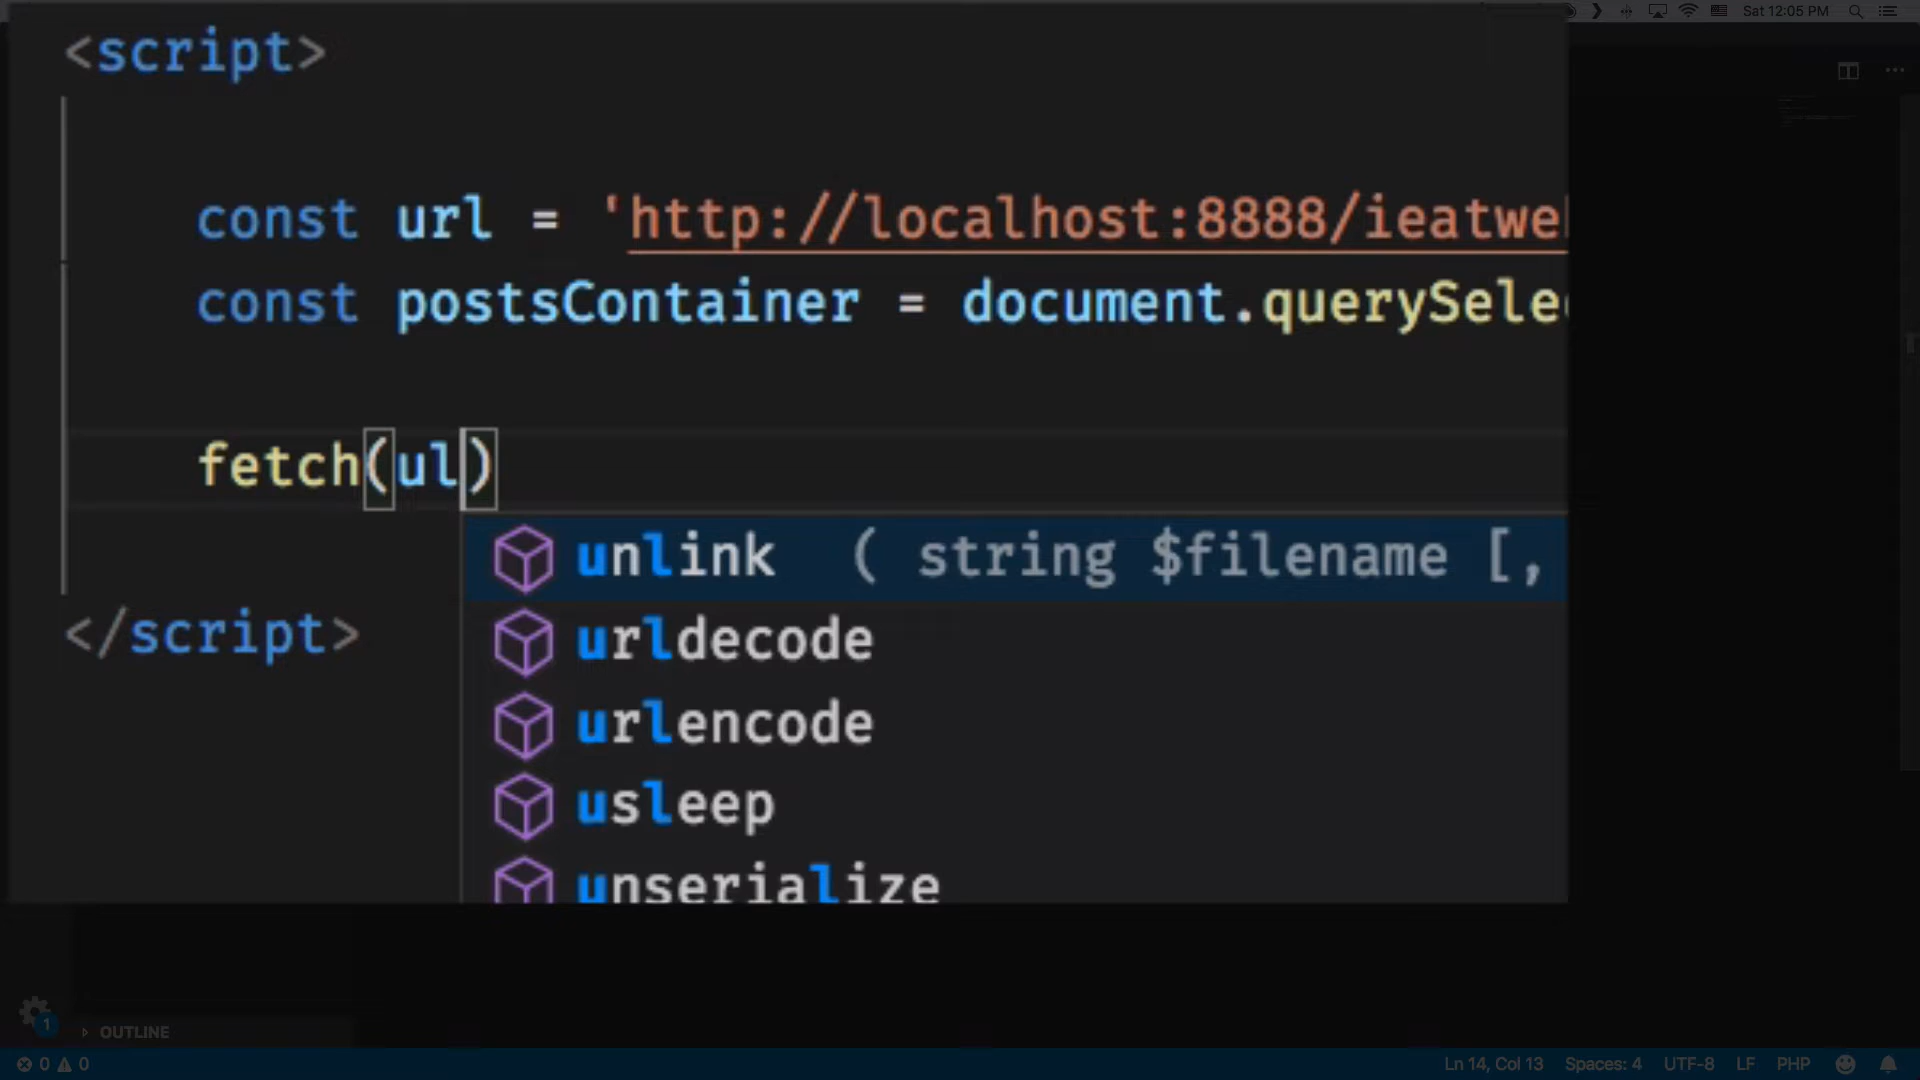 Sat 12:05 PM
<script>
const url = 'http://localhost:8888/ieatwe
const postsContainer = document.querySele
fetch(ul)
unlink ( string $filename [,
urldecode
urlencode
usleep
unserialize
</script>
1
OUTLINE
0 0
Ln 14, Col 13 Spaces: 4 UTF-8 LF PHP